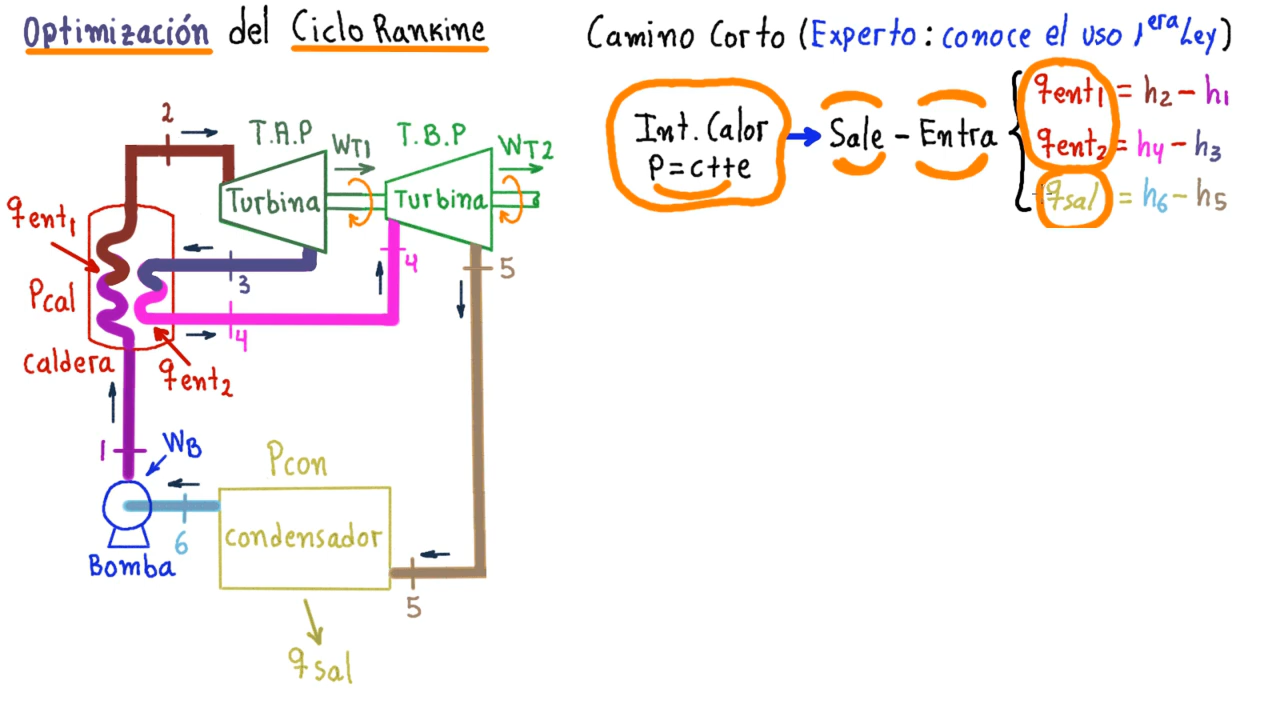 Optimización del Ciclo Rankine
Camino Corto (Experto: conoce el uso 1era Ley)
Int. Calor
P=ctte
Sale - Entra
qent1 = h2 - h1
qent2 = h4 - h3
qsal = h6 - h5
2
T.A.P
WT1
T.B.P
WT2
Turbina
Turbina
qent1
3
4
5
Pcal
4
caldera
qent2
1
WB
Pcon
condensador
6
Bomba
5
qsal